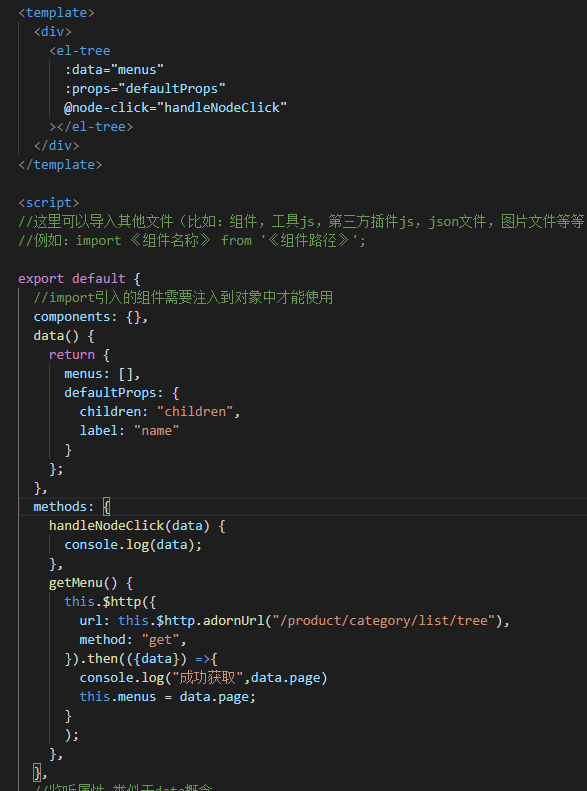 <template>
  <div>
    <el-tree
      :data="menus"
      :props="defaultProps"
      @node-click="handleNodeClick"
    ></el-tree>
  </div>
</template>

<script>
//这里可以导入其他文件（比如：组件，工具js，第三方插件js，json文件，图片文件等等
//例如：import 《组件名称》 from '《组件路径》';

export default {
  //import引入的组件需要注入到对象中才能使用
  components: {},
  data() {
    return {
      menus: [],
      defaultProps: {
        children: "children",
        label: "name"
      }
    };
  },
  methods: {
    handleNodeClick(data) {
      console.log(data);
    },
    getMenu() {
      this.$http({
        url: this.$http.adornUrl("/product/category/list/tree"),
        method: "get",
      }).then(({data}) =>{
        console.log("成功获取",data.page)
        this.menus = data.page;
      }
      );
    },
  },
  //监听属性 类似于data概念